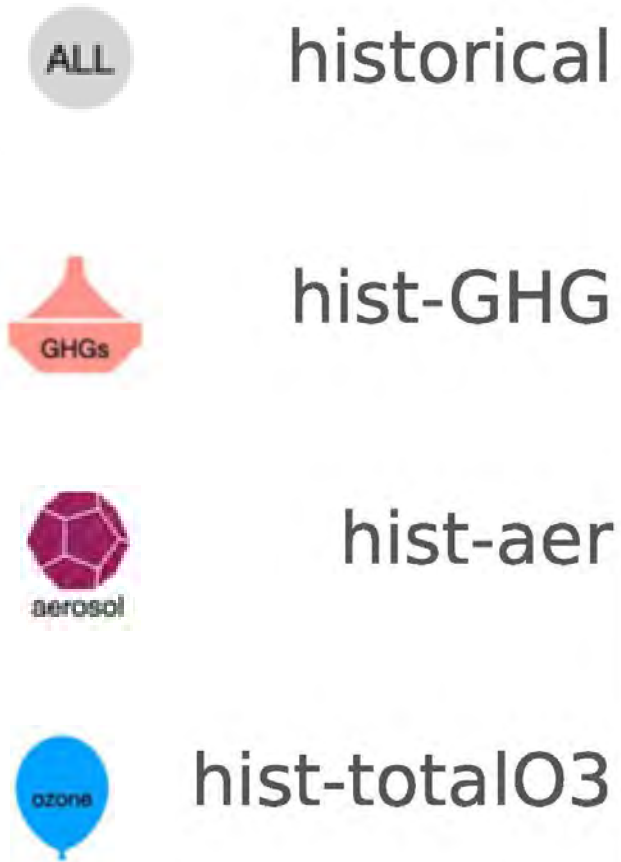 ALL historical
hist-GHG
GHGs
hist-aer
aerosol
hist-totalO3
ozone